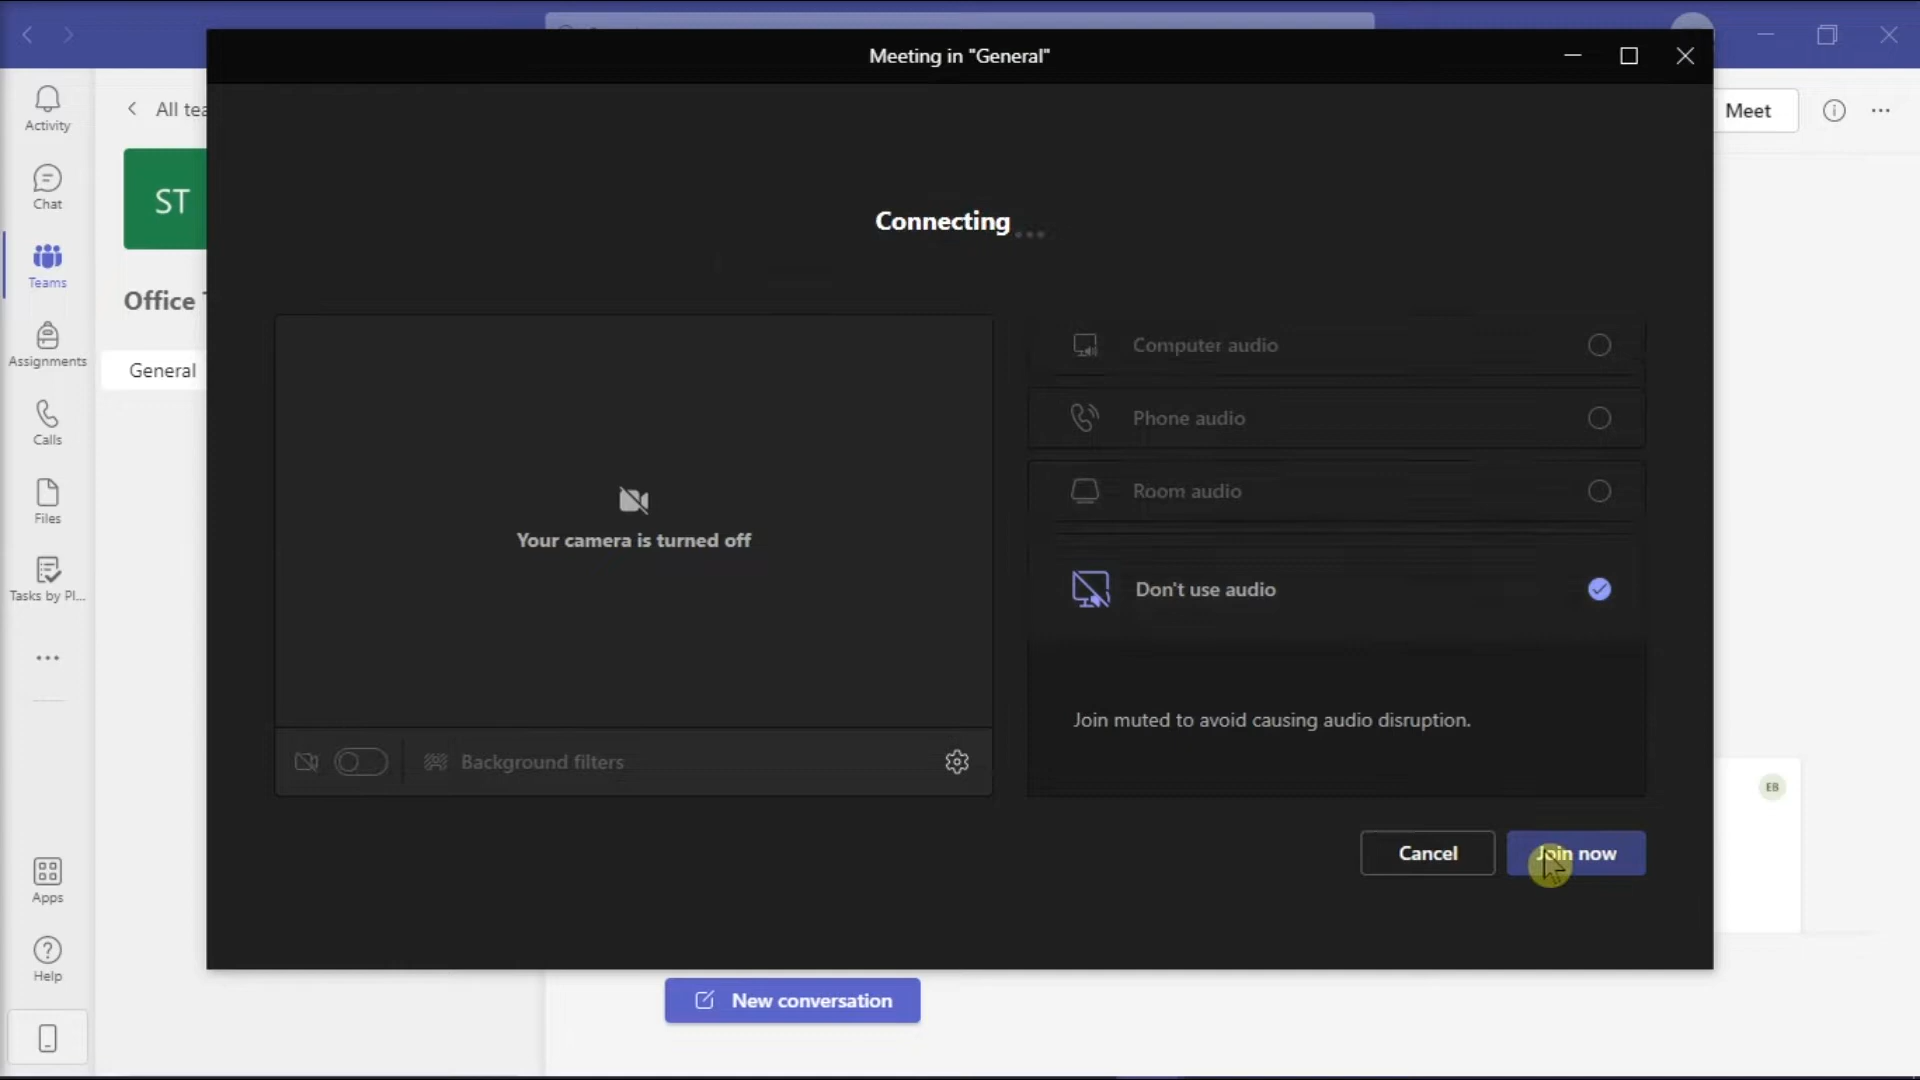 Meeting in "General"
Activity
Chat
Teams
Assignments
Calls
Files
Tasks by Pl...
Apps
Help
All
ST
Office
General
Meet
Connecting...
Your camera is turned off
Background filters
Computer audio
Phone audio
Room audio
Don't use audio
Join muted to avoid causing audio disruption.
Cancel
Join now
EB
New conversation